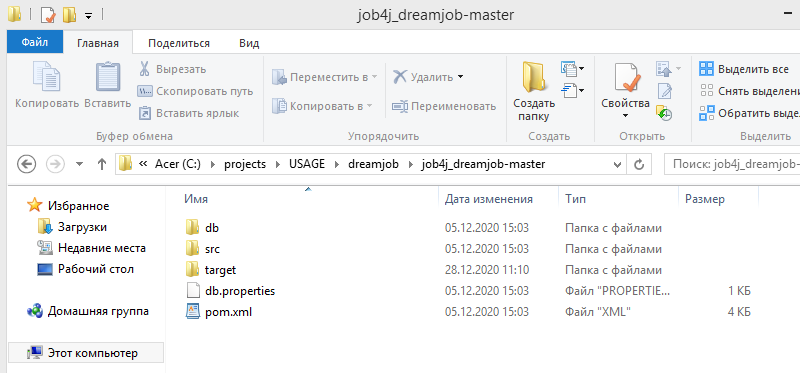 job4j_dreamjob-master
Файл Главная Поделиться Вид
Копировать Вставить Вырезать Скопировать путь Вставить ярлык
Буфер обмена
Переместить в Копировать в Удалить Переименовать
Упорядочить
Создать папку
Создать
Свойства
Открыть
Выделить все
Снять выделени
Обратить выдел
Выделить
« Acer (C:) projects USAGE dreamjob job4j_dreamjob-master
Поиск: job4j_dreamjob-
Имя Дата изменения Тип Размер
Избранное
Загрузки
Недавние места
Рабочий стол
Домашняя группа
Этот компьютер
db 05.12.2020 15:03 Папка с файлами
src 05.12.2020 15:03 Папка с файлами
target 28.12.2020 11:10 Папка с файлами
db.properties 05.12.2020 15:03 Файл "PROPERTIE... 1 КБ
pom.xml 05.12.2020 15:03 Файл "XML" 4 КБ